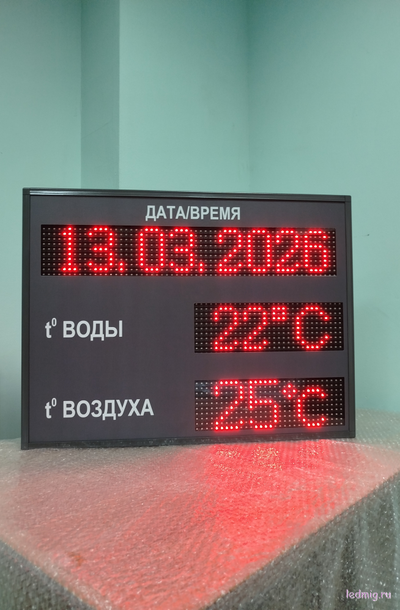 ДАТА/ВРЕМЯ
13.03.2026
t⁰ ВОДЫ
22°C
t⁰ ВОЗДУХА
25°C
ledmig.ru